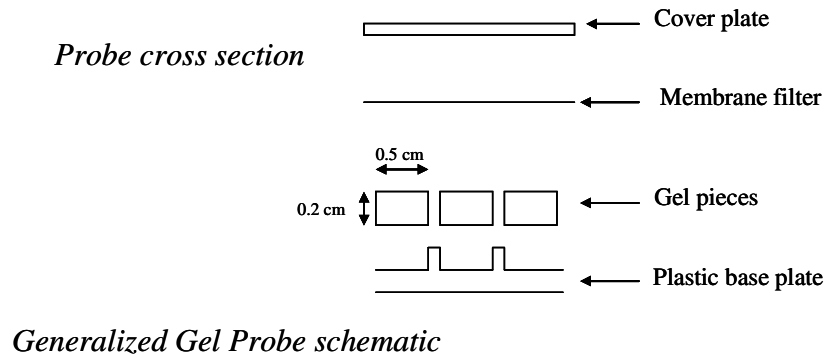 Cover plate
Probe cross section
Membrane filter
0.5 cm
0.2 cm
Gel pieces
Plastic base plate
Generalized Gel Probe schematic